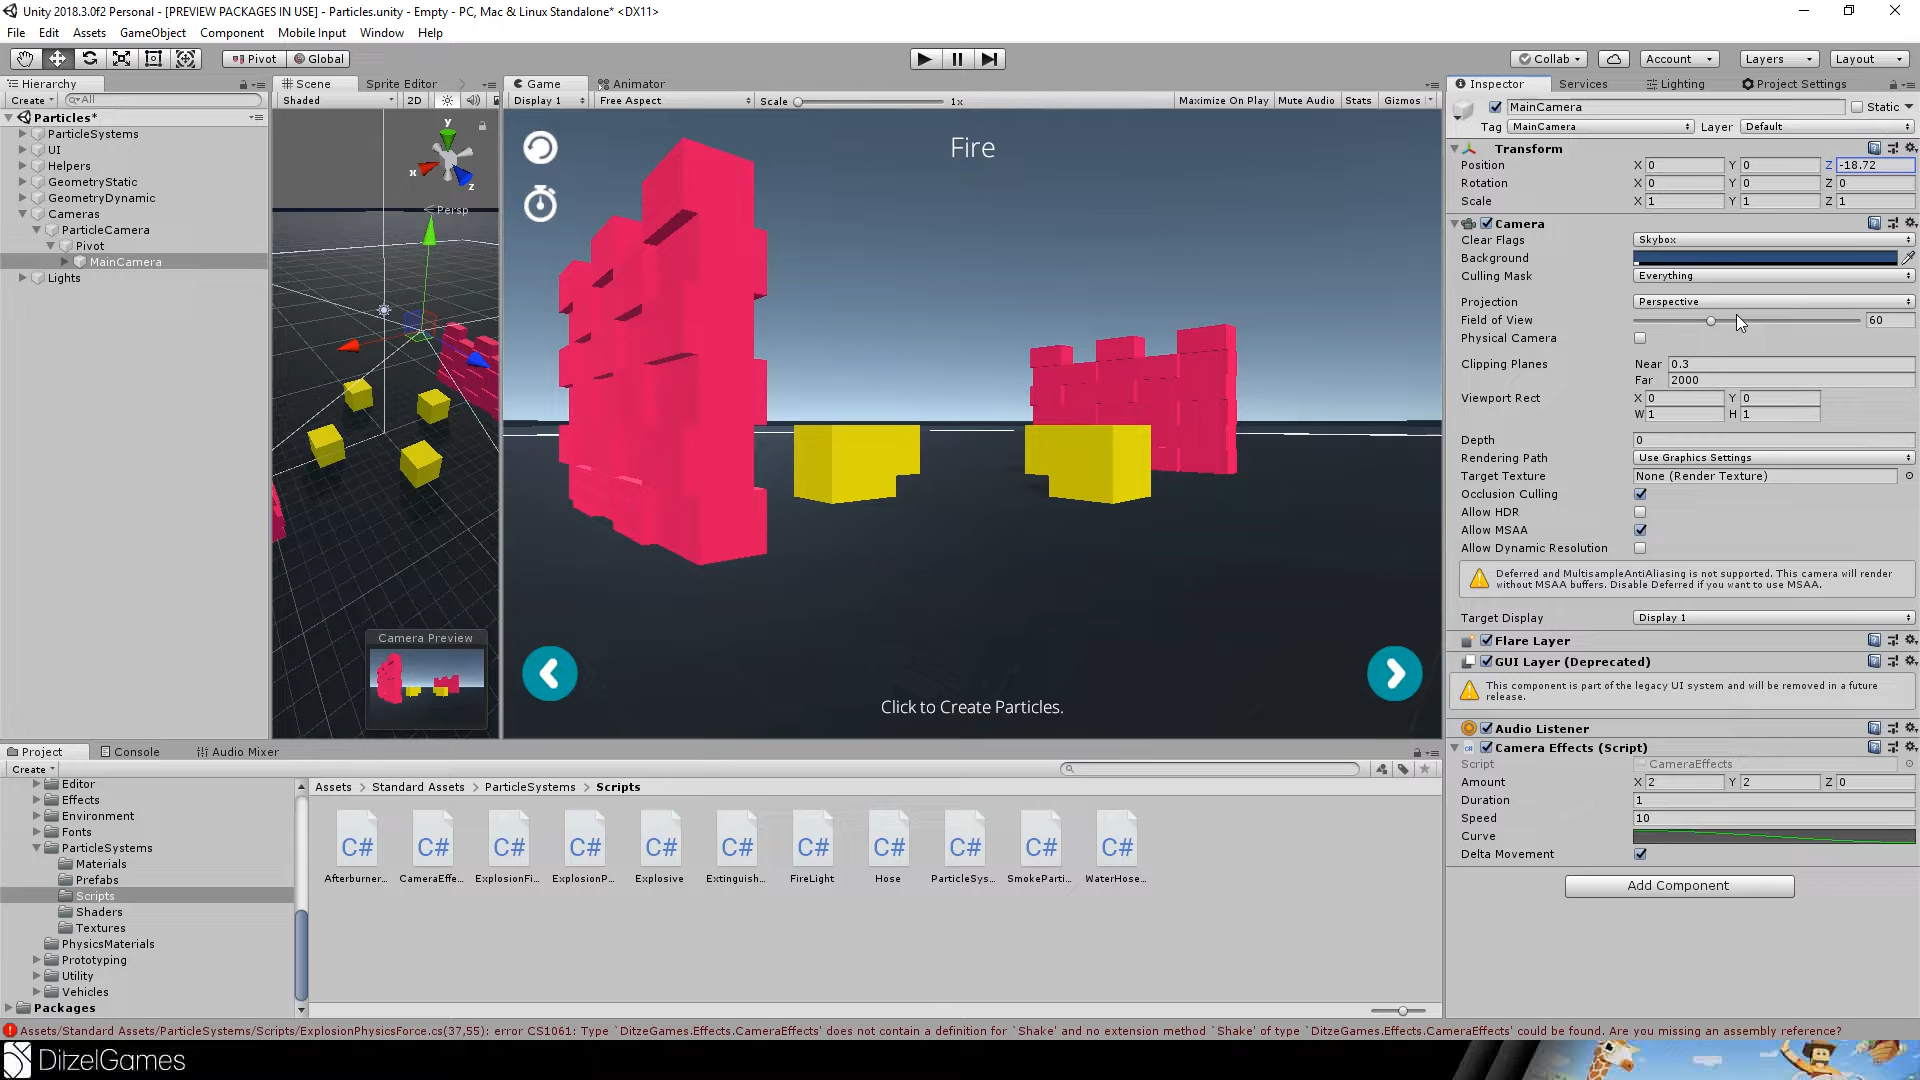 Unity 2018.3.0f2 Personal - [PREVIEW PACKAGES IN USE] - Particles.unity - Empty - PC, Mac & Linux Standalone* <DX11>
File Edit Assets GameObject Component Mobile Input Window Help
Pivot Global Collab Account Layers Layout
Hierarchy Scene Sprite Editor Game Animator Inspector Services Lighting Project Settings
Create All Shaded 2D Display 1 Free Aspect Scale 1x Maximize On Play Mute Audio Stats Gizmos
Particles*
ParticleSystems
UI
Helpers
GeometryStatic
GeometryDynamic
Cameras
ParticleCamera
Pivot
MainCamera
Lights
y
x
z
Persp
Camera Preview
Fire
Click to Create Particles.
MainCamera Static
Tag MainCamera Layer Default
Transform
Position X 0 Y 0 Z -18.72
Rotation X 0 Y 0 Z 0
Scale X 1 Y 1 Z 1
Camera
Clear Flags Skybox
Background
Culling Mask Everything
Projection Perspective
Field of View 60
Physical Camera
Clipping Planes Near 0.3
Far 2000
Viewport Rect X 0 Y 0
W 1 H 1
Depth 0
Rendering Path Use Graphics Settings
Target Texture None (Render Texture)
Occlusion Culling
Allow HDR
Allow MSAA
Allow Dynamic Resolution
Deferred and MultisampleAntiAliasing is not supported. This camera will render
without MSAA buffers. Disable Deferred if you want to use MSAA.
Target Display Display 1
Flare Layer
GUI Layer (Deprecated)
This component is part of the legacy UI system and will be removed in a future
release.
Audio Listener
Camera Effects (Script)
Script CameraEffects
Amount X 2 Y 2 Z 0
Duration 1
Speed 10
Curve
Delta Movement
Add Component
Project Console Audio Mixer
Create
Editor
Effects
Environment
Fonts
ParticleSystems
Materials
Prefabs
Scripts
Shaders
Textures
PhysicsMaterials
Prototyping
Utility
Vehicles
Packages
Assets > Standard Assets > ParticleSystems > Scripts
C# C# C# C# C# C# C# C# C# C# C#
Afterburner... CameraEffe... ExplosionFi... ExplosionP... Explosive Extinguish... FireLight Hose ParticleSys... SmokeParti... WaterHose...
Assets/Standard Assets/ParticleSystems/Scripts/ExplosionPhysicsForce.cs(37,55): error CS1061: Type `DitzeGames.Effects.CameraEffects' does not contain a definition for `Shake' and no extension method `Shake' of type `DitzeGames.Effects.CameraEffects' could be found. Are you missing an assembly reference?
DitzelGames